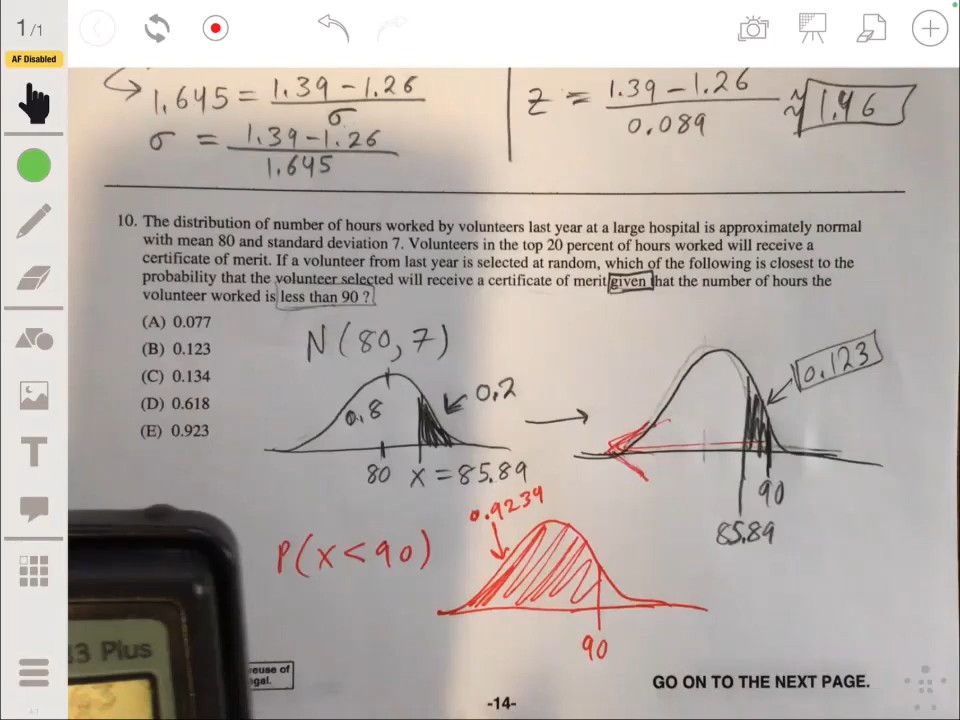 1/1
AF Disabled
1.645 = 1.39 - 1.26 / σ
σ = 1.39 - 1.26 / 1.645
z = 1.39 - 1.26 / 0.089 ≈ 1.46
10. The distribution of number of hours worked by volunteers last year at a large hospital is approximately normal
with mean 80 and standard deviation 7. Volunteers in the top 20 percent of hours worked will receive a
certificate of merit. If a volunteer from last year is selected at random, which of the following is closest to the
probability that the volunteer selected will receive a certificate of merit given that the number of hours the
volunteer worked is less than 90 ?
(A) 0.077
(B) 0.123
(C) 0.134
(D) 0.618
(E) 0.923
N(80,7)
0.8
0.2
80 x = 85.89
0.123
90
85.89
0.9234
P(x<90)
90
3 Plus
euse of
gal.
GO ON TO THE NEXT PAGE.
-14-